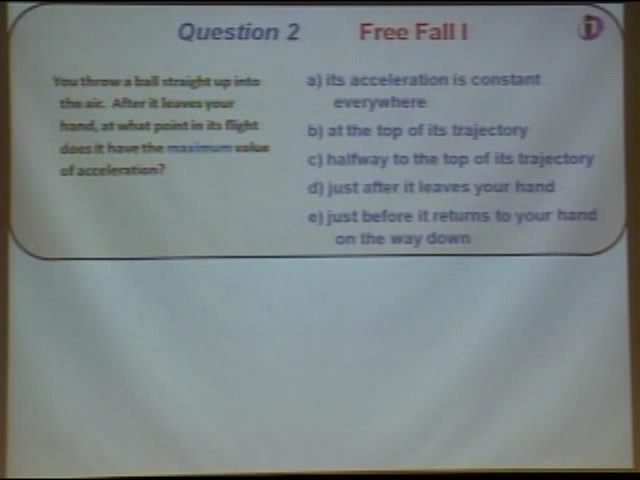 Question 2 Free Fall I
You throw a ball straight up into
the air. After it leaves your
hand, at what point in its flight
does it have the maximum value
of acceleration?
a) its acceleration is constant
everywhere
b) at the top of its trajectory
c) halfway to the top of its trajectory
d) just after it leaves your hand
e) just before it returns to your hand
on the way down